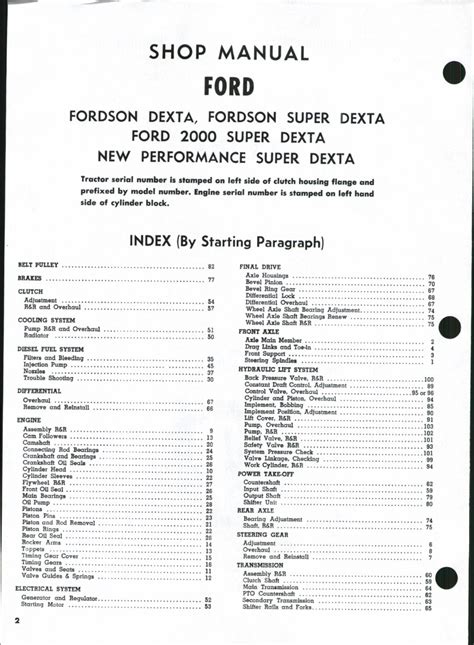 SHOP MANUAL
FORD
FORDSON DEXTA, FORDSON SUPER DEXTA
FORD 2000 SUPER DEXTA
NEW PERFORMANCE SUPER DEXTA
Tractor serial number is stamped on left side of clutch housing flange and
prefixed by model number. Engine serial number is stamped on left hand
side of cylinder block.
INDEX (By Starting Paragraph)
BELT PULLEY 82
BRAKES 77
CLUTCH
Adjustment 54
R&R and Overhaul 57
COOLING SYSTEM
Pump R&R and Overhaul 51
Radiator 50
DIESEL FUEL SYSTEM
Filters and Bleeding 35
Injection Pump 45
Nozzles 37
Trouble Shooting 30
DIFFERENTIAL
Overhaul 67
Remove and Reinstall 66
ENGINE
Assembly R&R 9
Cam Followers 13
Camshaft 20
Connecting Rod Bearings 24
Crankshaft and Bearings 25
Crankshaft Oil Seals 26
Cylinder Head 10
Cylinder Sleeves 22
Flywheel R&R 27
Front Oil Seal 26
Main Bearings 25
Oil Pump 28
Pistons 22
Piston Pins 23
Piston and Rod Removal 21
Piston Rings 22
Rear Oil Seal 26
Rocker Arms 14
Tappets 13
Timing Gear Cover 15
Timing Gears 16
Valves and Seats 11
Valve Guides & Springs 12
ELECTRICAL SYSTEM
Generator and Regulator 52
Starting Motor 53
2
FINAL DRIVE
Axle Housings 76
Bevel Pinion 70
Bevel Ring Gear 67
Differential Lock 68
Differential Overhaul 67
Wheel Axle Shaft Bearing Adjustment 74
Wheel Axle Shaft Bearings Renew 75
Wheel Axle Shaft R&R 75
FRONT AXLE
Axle Main Member 2
Drag Links and Toe-in 4
Front Support 3
Steering Spindles 1
HYDRAULIC LIFT SYSTEM
Back Pressure Valve, R&R 100
Constant Draft Control, Adjustment 89
Control Valve, Overhaul 95 or 96
Cylinder and Piston, Overhaul 94
Implement, Bobbing 85
Implement Position, Adjustment 88
Lift Cover, R&R 91
Pump, Overhaul 103
Pump, R&R 102
Relief Valve, R&R 101
Safety Valve R&R 93
System Pressure Check 101
Valve Linkage, Checking 99
Work Cylinder, R&R 94
POWER TAKE-OFF
Countershaft 62
Input Shaft 59
Output Shaft 79
Shifter Unit 80
REAR AXLE
Bearing Adjustment 74
Shaft, R&R 75
STEERING GEAR
Adjustment 6
Overhaul 8
Remove and Reinstall 7
TRANSMISSION
Assembly R&R 60
Clutch Shaft 59
Main Transmission 64
PTO Countershaft 62
Secondary Transmission 63
Shifter Rails and Forks 65